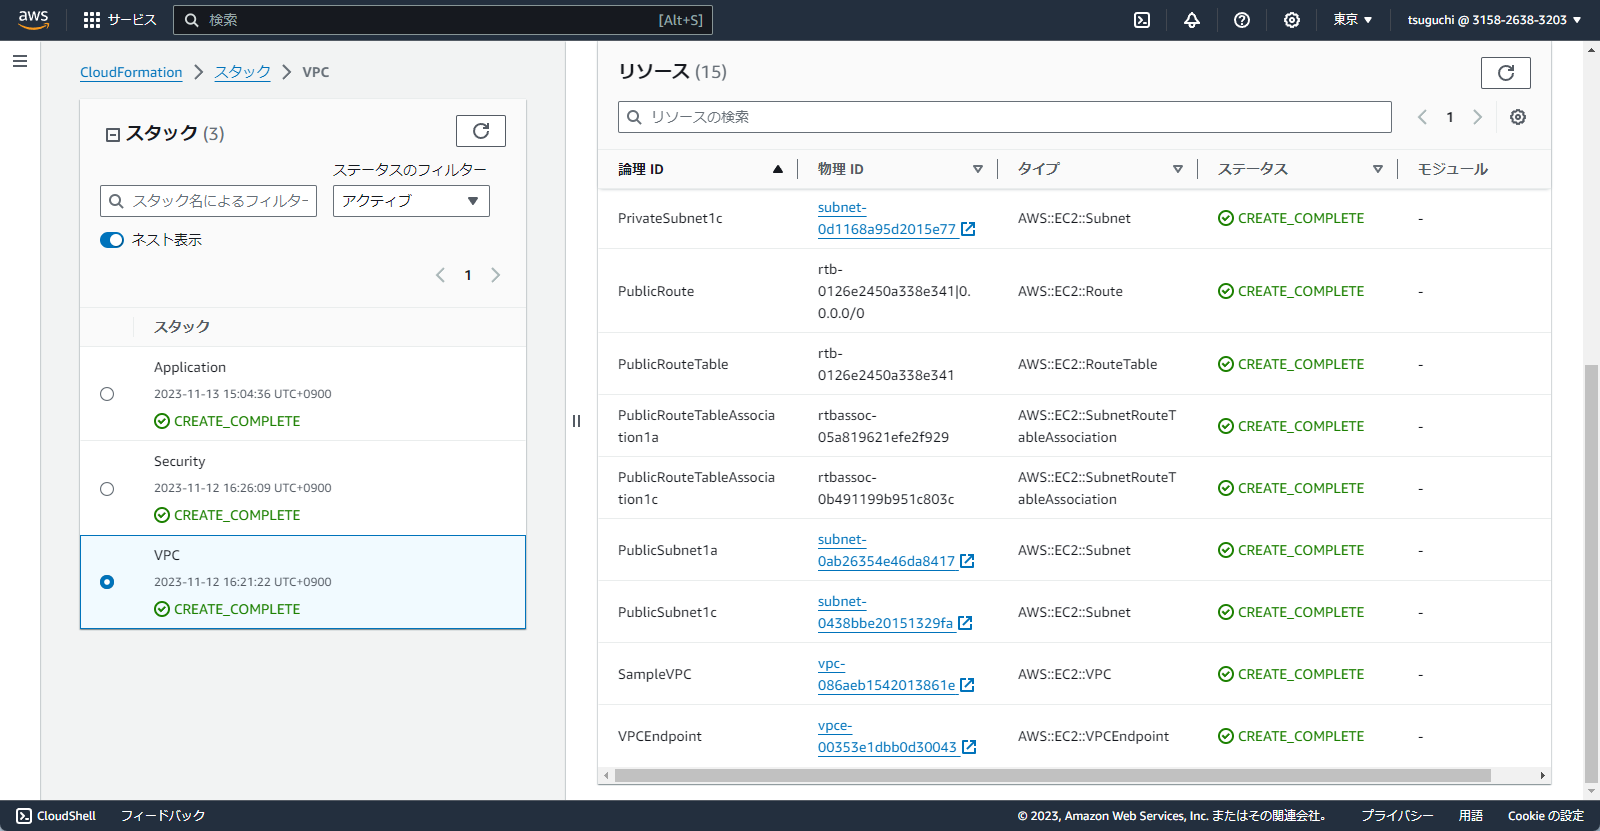 aws
サービス
検索
[Alt+S]
東京
tsuguchi @ 3158-2638-3203
CloudFormation
スタック
VPC
スタック (3)
ステータスのフィルター
スタック名によるフィルター
アクティブ
ネスト表示
1
スタック
Application
2023-11-13 15:04:36 UTC+0900
CREATE_COMPLETE
Security
2023-11-12 16:26:09 UTC+0900
CREATE_COMPLETE
VPC
2023-11-12 16:21:22 UTC+0900
CREATE_COMPLETE
リソース (15)
リソースの検索
1
論理 ID
物理 ID
タイプ
ステータス
モジュール
PrivateSubnet1c
subnet-
0d1168a95d2015e77
AWS::EC2::Subnet
CREATE_COMPLETE
-
PublicRoute
rtb-
0126e2450a338e341|0.
0.0.0/0
AWS::EC2::Route
CREATE_COMPLETE
-
PublicRouteTable
rtb-
0126e2450a338e341
AWS::EC2::RouteTable
CREATE_COMPLETE
-
PublicRouteTableAssocia
tion1a
rtbassoc-
05a819621efe2f929
AWS::EC2::SubnetRouteT
ableAssociation
CREATE_COMPLETE
-
PublicRouteTableAssocia
tion1c
rtbassoc-
0b491199b951c803c
AWS::EC2::SubnetRouteT
ableAssociation
CREATE_COMPLETE
-
PublicSubnet1a
subnet-
0ab26354e46da8417
AWS::EC2::Subnet
CREATE_COMPLETE
-
PublicSubnet1c
subnet-
0438bbe20151329fa
AWS::EC2::Subnet
CREATE_COMPLETE
-
SampleVPC
vpc-
086aeb1542013861e
AWS::EC2::VPC
CREATE_COMPLETE
-
VPCEndpoint
vpce-
00353e1dbb0d30043
AWS::EC2::VPCEndpoint
CREATE_COMPLETE
-
CloudShell
フィードバック
© 2023, Amazon Web Services, Inc. またはその関連会社。
プライバシー
用語
Cookie の設定